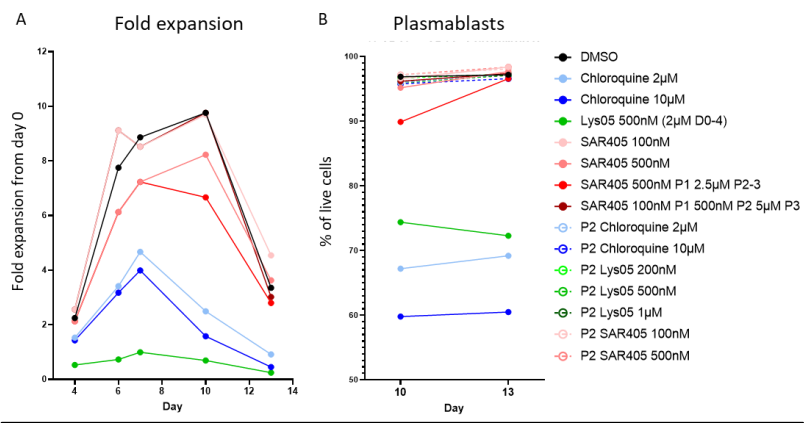 A
Fold expansion
Fold expansion from day 0
12
10
8
6
4
2
0
4
6
8
10
12
14
Day
B
Plasmablasts
% of live cells
100
90
80
70
60
50
10
13
Day
DMSO
Chloroquine 2µM
Chloroquine 10µM
Lys05 500nM (2µM D0-4)
SAR405 100nM
SAR405 500nM
SAR405 500nM P1 2.5µM P2-3
SAR405 100nM P1 500nM P2 5µM P3
P2 Chloroquine 2µM
P2 Chloroquine 10µM
P2 Lys05 200nM
P2 Lys05 500nM
P2 Lys05 1µM
P2 SAR405 100nM
P2 SAR405 500nM